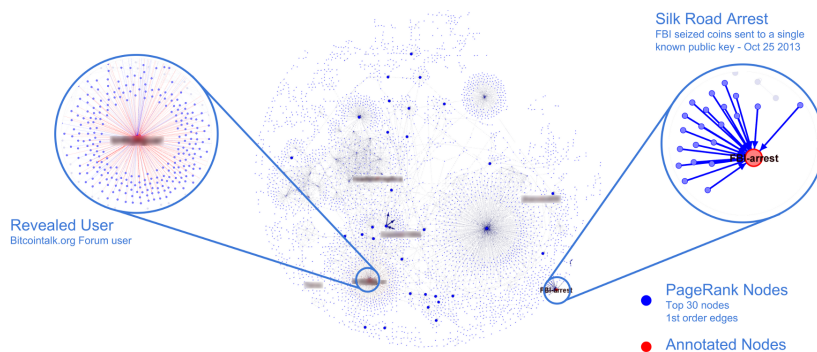 Silk Road Arrest
FBI seized coins sent to a single
known public key - Oct 25 2013
FBI-arrest
Revealed User
Bitcointalk.org Forum user
FBI-arrest
PageRank Nodes
Top 30 nodes
1st order edges
Annotated Nodes